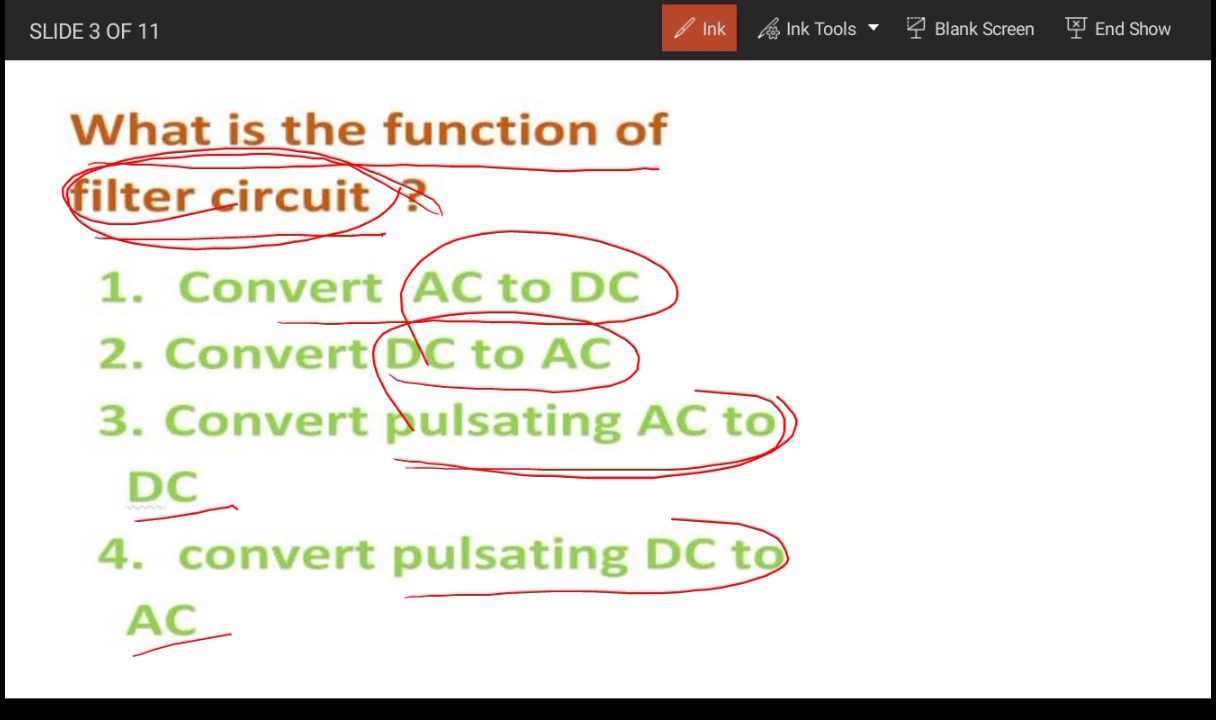 SLIDE 3 OF 11
Ink
Ink Tools
Blank Screen
End Show
What is the function of
filter circuit ?
1. Convert AC to DC
2. Convert DC to AC
3. Convert pulsating AC to
DC
4. convert pulsating DC to
AC